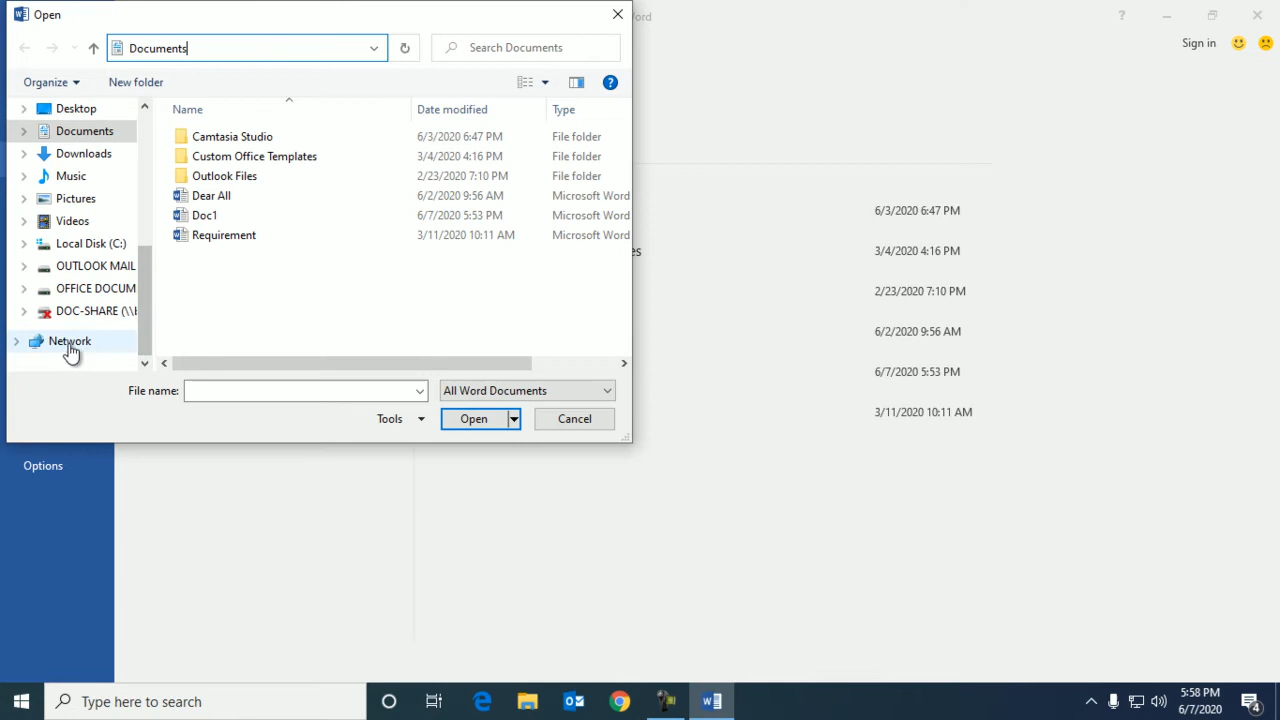 Open
ord
?
Documents
Search Documents
Sign in
Organize
New folder
?
Desktop
Documents
Downloads
Music
Pictures
Videos
Local Disk (C:)
OUTLOOK MAIL
OFFICE DOCUM
DOC-SHARE (\\
Network
Name Date modified Type
Camtasia Studio 6/3/2020 6:47 PM File folder
Custom Office Templates 3/4/2020 4:16 PM File folder
Outlook Files 2/23/2020 7:10 PM File folder
Dear All 6/2/2020 9:56 AM Microsoft Word
Doc1 6/7/2020 5:53 PM Microsoft Word
Requirement 3/11/2020 10:11 AM Microsoft Word
File name:
All Word Documents
Tools
Open
Cancel
6/3/2020 6:47 PM
es 3/4/2020 4:16 PM
2/23/2020 7:10 PM
6/2/2020 9:56 AM
6/7/2020 5:53 PM
3/11/2020 10:11 AM
Options
Type here to search
5:58 PM
6/7/2020
4